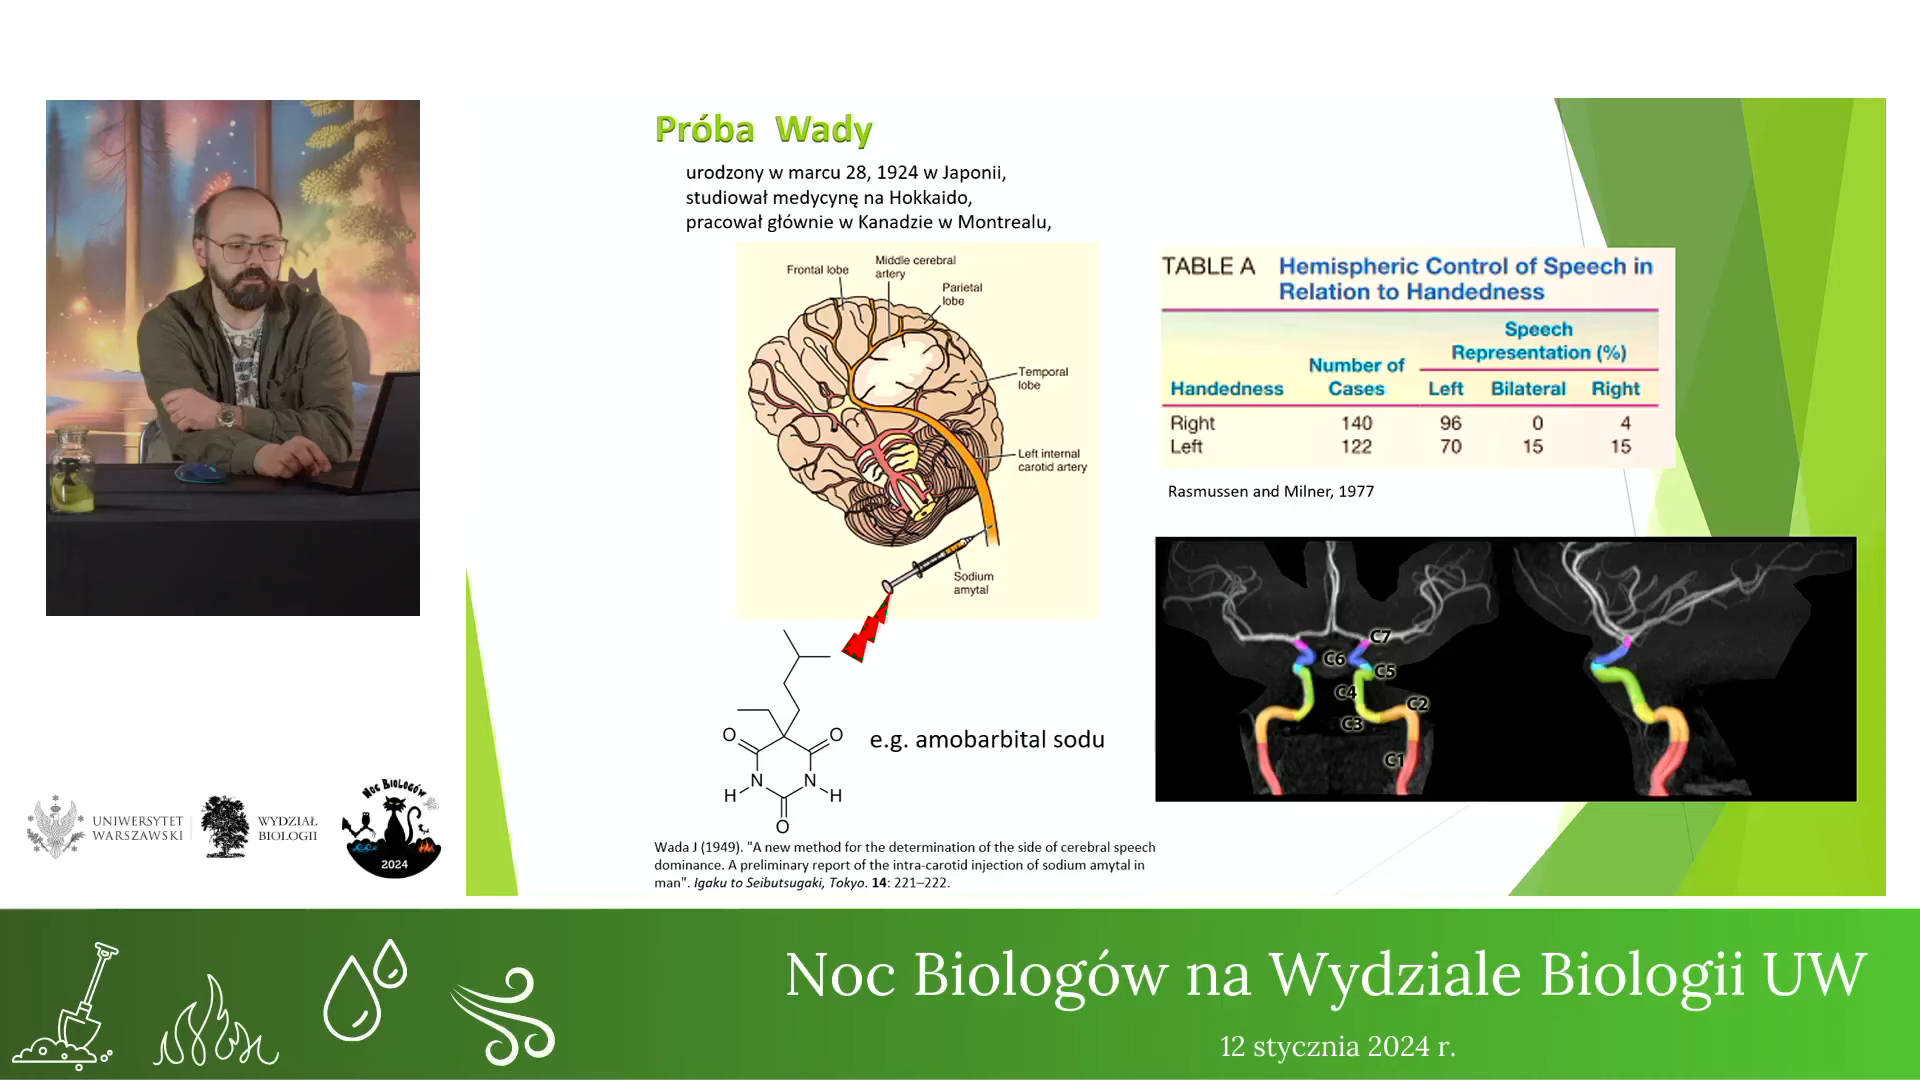 Próba Wady
urodzony w marcu 28, 1924 w Japonii,
studiował medycynę na Hokkaido,
pracował głównie w Kanadzie w Montrealu,
Frontal lobe
Middle cerebral
artery
Parietal
lobe
Temporal
lobe
Left internal
carotid artery
Sodium
amytal
TABLE A Hemispheric Control of Speech in
Relation to Handedness
Speech
Representation (%)
Number of
Handedness Cases Left Bilateral Right
Right 140 96 0 4
Left 122 70 15 15
Rasmussen and Milner, 1977
C7
C6
C5
C4
C2
C3
C1
O O
N N
H H
O
e.g. amobarbital sodu
Wada J (1949). "A new method for the determination of the side of cerebral speech
dominance. A preliminary report of the intra-carotid injection of sodium amytal in
man". Igaku to Seibutsugaki, Tokyo. 14: 221–222.
UNIWERSYTET
WARSZAWSKI
WYDZIAŁ
BIOLOGII
Noc Biologów
2024
Noc Biologów na Wydziale Biologii UW
12 stycznia 2024 r.